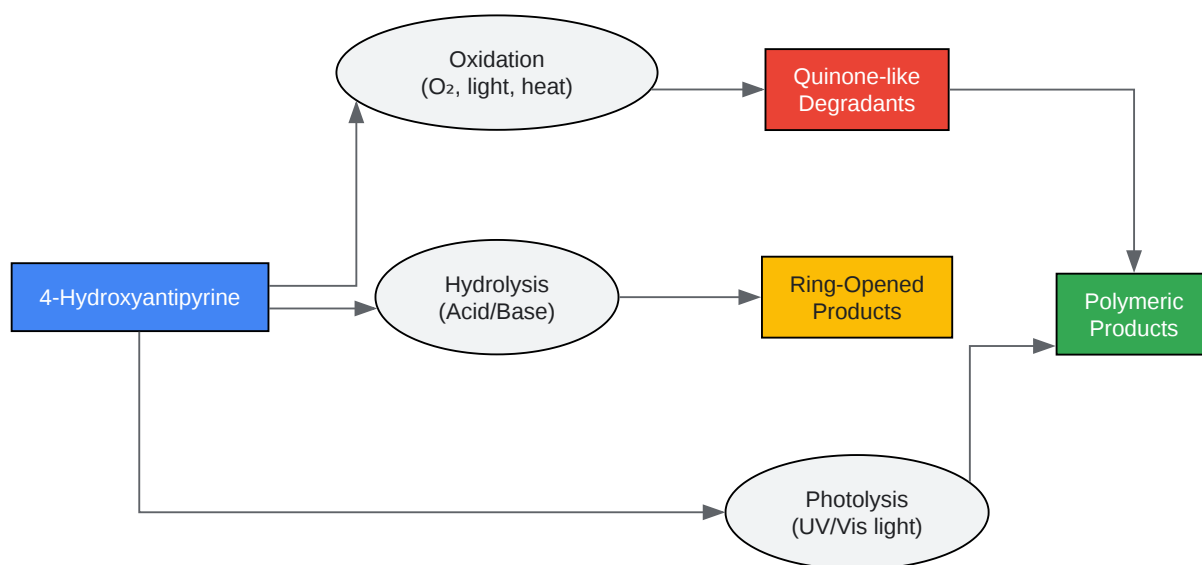 Oxidation
(O₂, light, heat)
Quinone-like
Degradants
4-Hydroxyantipyrine
Hydrolysis
(Acid/Base)
Ring-Opened
Products
Polymeric
Products
Photolysis
(UV/Vis light)